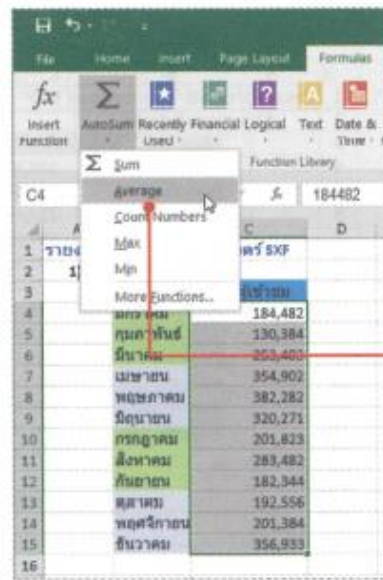 File Home Insert Page Layout Formulas
fx Σ ?  A
Insert Function AutoSum Recently Used Financial Logical Text Date & Time
Function Library
Σ Sum
Average
Count Numbers
Max
Min
More Functions...
C4 fx 184482
C D
1
2 1
3
4 มกราคม 184,482
5 กุมภาพันธ์ 130,384
6 มีนาคม
7 เมษายน 354,902
8 พฤษภาคม 382,282
9 มิถุนายน 320,271
10 กรกฎาคม 201,823
11 สิงหาคม 283,482
12 กันยายน 182,344
13 ตุลาคม 192,556
14 พฤศจิกายน 201,384
15 ธันวาคม 356,933
16